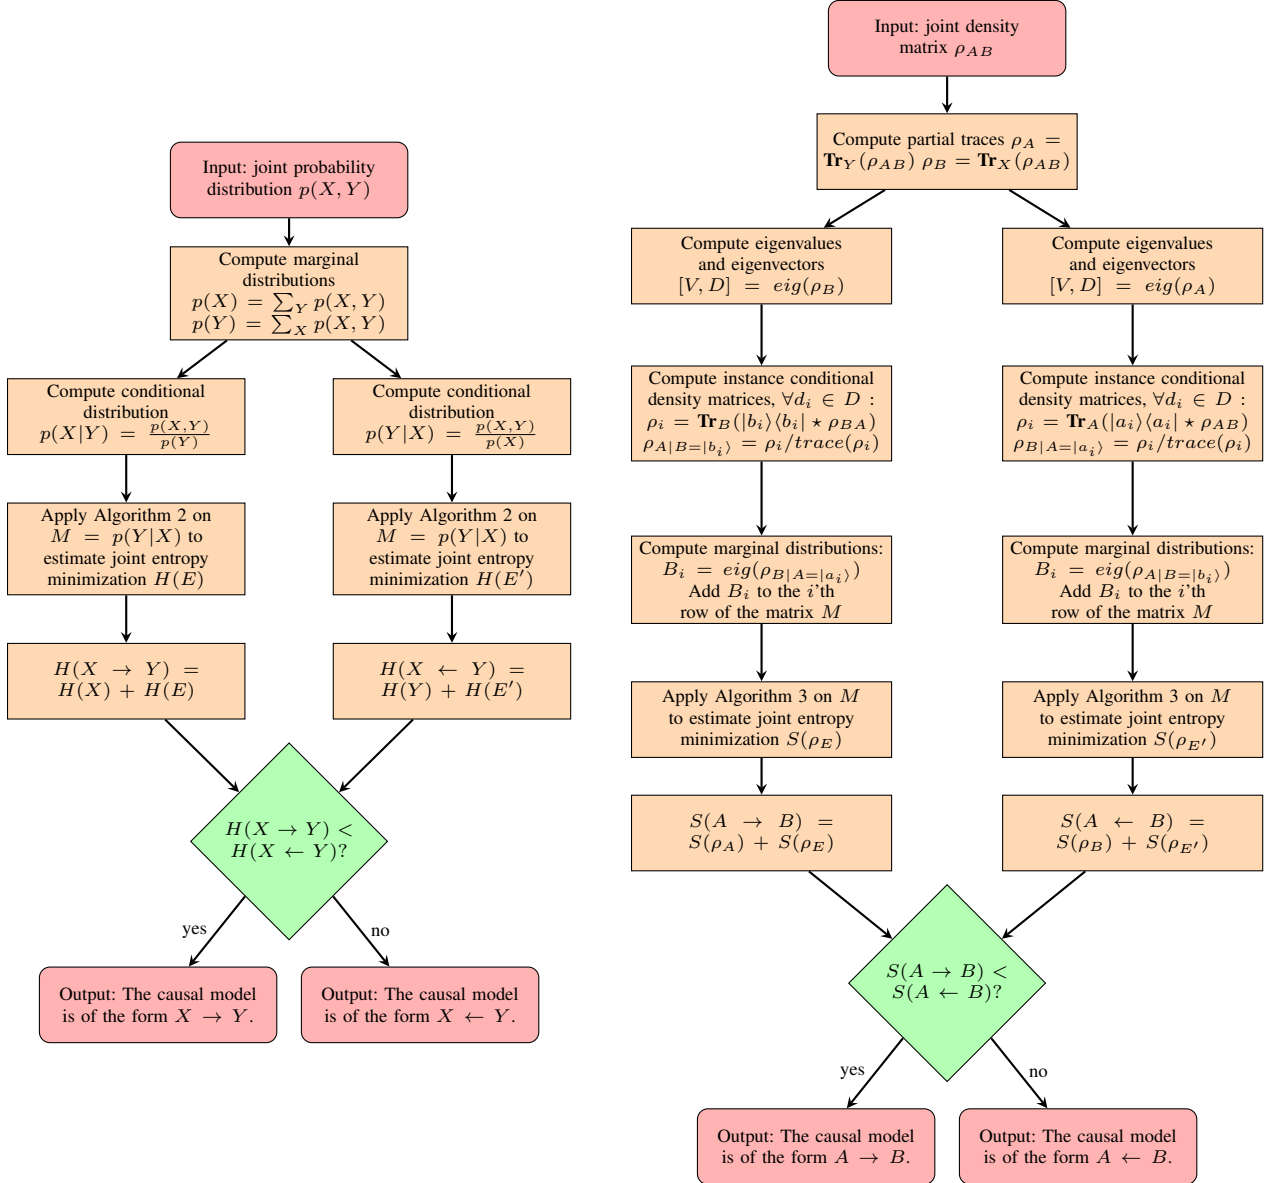 Input: joint probability
distribution p(X, Y)
Compute marginal
distributions
p(X) = ∑_Y p(X, Y)
p(Y) = ∑_X p(X, Y)
Compute conditional
distribution
p(X|Y) = p(X,Y)/p(Y)
Compute conditional
distribution
p(Y|X) = p(X,Y)/p(X)
Apply Algorithm 2 on
M = p(Y|X) to
estimate joint entropy
minimization H(E)
Apply Algorithm 2 on
M = p(Y|X) to
estimate joint entropy
minimization H(E′)
H(X → Y) =
H(X) + H(E)
H(X ← Y) =
H(Y) + H(E′)
H(X → Y) <
H(X ← Y)?
yes
no
Output: The causal model
is of the form X → Y.
Output: The causal model
is of the form X ← Y.
Input: joint density
matrix ρ_AB
Compute partial traces ρ_A =
Tr_Y(ρ_AB) ρ_B = Tr_X(ρ_AB)
Compute eigenvalues
and eigenvectors
[V, D] = eig(ρ_B)
Compute eigenvalues
and eigenvectors
[V, D] = eig(ρ_A)
Compute instance conditional
density matrices, ∀d_i ∈ D :
ρ_i = Tr_B(|b_i⟩⟨b_i| ⋆ ρ_BA)
ρ_A|B=|b_i⟩ = ρ_i/trace(ρ_i)
Compute instance conditional
density matrices, ∀d_i ∈ D :
ρ_i = Tr_A(|a_i⟩⟨a_i| ⋆ ρ_AB)
ρ_B|A=|a_i⟩ = ρ_i/trace(ρ_i)
Compute marginal distributions:
B_i = eig(ρ_B|A=|a_i⟩)
Add B_i to the i'th
row of the matrix M
Compute marginal distributions:
B_i = eig(ρ_A|B=|b_i⟩)
Add B_i to the i'th
row of the matrix M
Apply Algorithm 3 on M
to estimate joint entropy
minimization S(ρ_E)
Apply Algorithm 3 on M
to estimate joint entropy
minimization S(ρ_E′)
S(A → B) =
S(ρ_A) + S(ρ_E)
S(A ← B) =
S(ρ_B) + S(ρ_E′)
S(A → B) <
S(A ← B)?
yes
no
Output: The causal model
is of the form A → B.
Output: The causal model
is of the form A ← B.